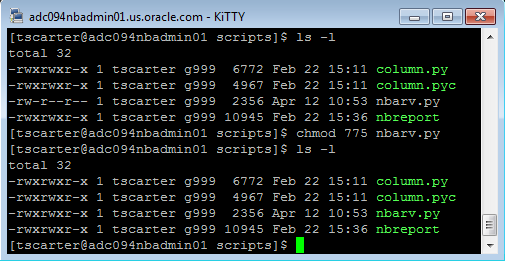 adc094nbadmin01.us.oracle.com - KiTTY
[tscarter@adc094nbadmin01 scripts]$ ls -l
total 32
-rwxrwxr-x 1 tscarter g999  6772 Feb 22 15:11 column.py
-rwxrwxr-x 1 tscarter g999  4967 Feb 22 15:11 column.pyc
-rw-r--r-- 1 tscarter g999  2356 Apr 12 10:53 nbarv.py
-rwxrwxr-x 1 tscarter g999 10945 Feb 22 15:36 nbreport
[tscarter@adc094nbadmin01 scripts]$ chmod 775 nbarv.py
[tscarter@adc094nbadmin01 scripts]$ ls -l
total 32
-rwxrwxr-x 1 tscarter g999  6772 Feb 22 15:11 column.py
-rwxrwxr-x 1 tscarter g999  4967 Feb 22 15:11 column.pyc
-rwxrwxr-x 1 tscarter g999  2356 Apr 12 10:53 nbarv.py
-rwxrwxr-x 1 tscarter g999 10945 Feb 22 15:36 nbreport
[tscarter@adc094nbadmin01 scripts]$